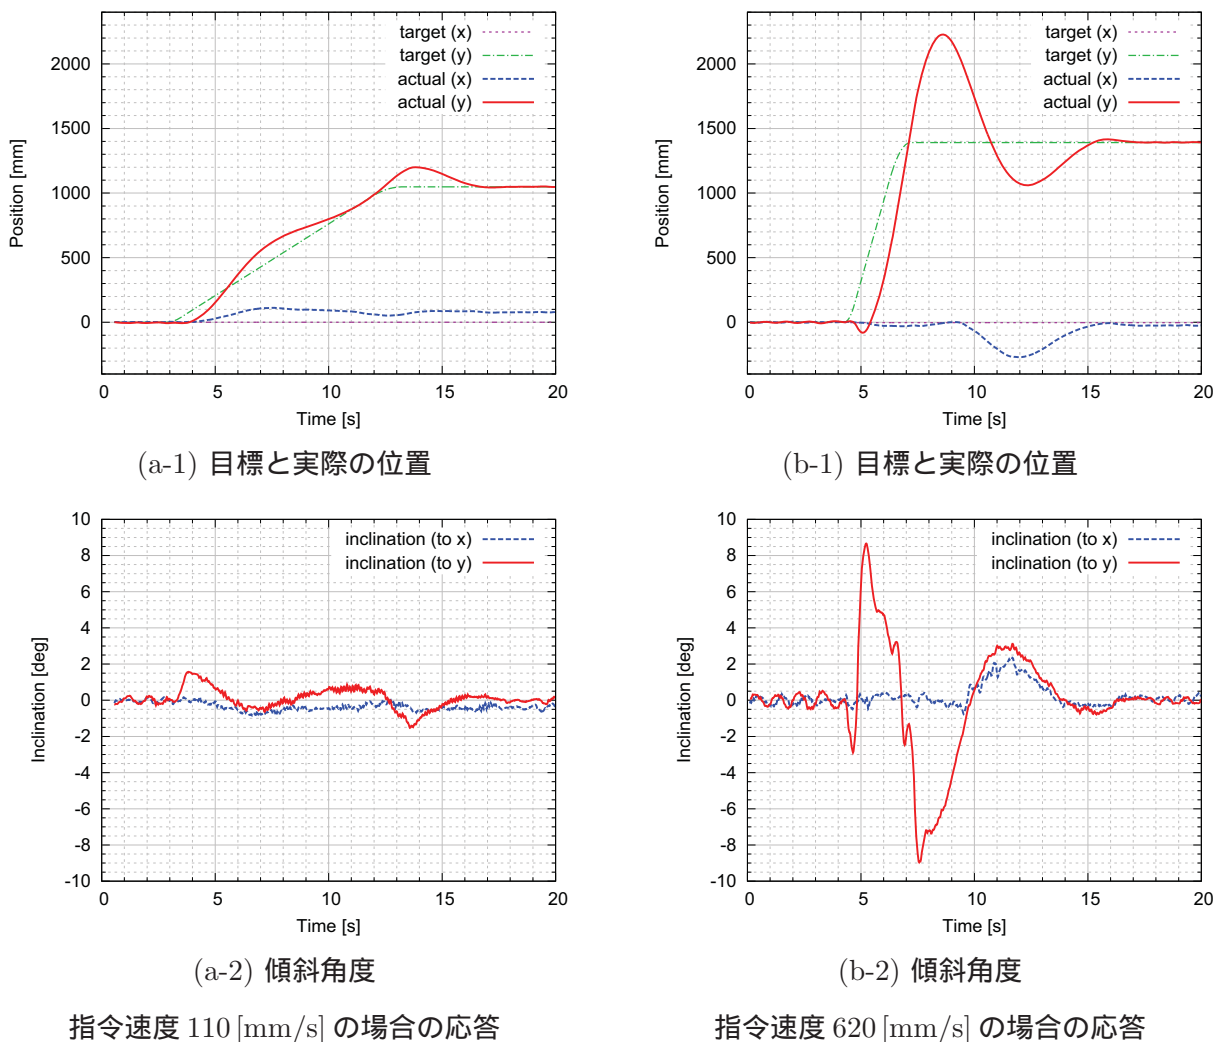 target (x)
target (y)
actual (x)
actual (y)
2000
1500
1000
500
0
Position [mm]
0 5 10 15 20
Time [s]
(a-1) 目標と実際の位置
target (x)
target (y)
actual (x)
actual (y)
2000
1500
1000
500
0
Position [mm]
0 5 10 15 20
Time [s]
(b-1) 目標と実際の位置
inclination (to x)
inclination (to y)
10
8
6
4
2
0
-2
-4
-6
-8
-10
Inclination [deg]
0 5 10 15 20
Time [s]
(a-2) 傾斜角度
指令速度 110 [mm/s] の場合の応答
inclination (to x)
inclination (to y)
10
8
6
4
2
0
-2
-4
-6
-8
-10
Inclination [deg]
0 5 10 15 20
Time [s]
(b-2) 傾斜角度
指令速度 620 [mm/s] の場合の応答